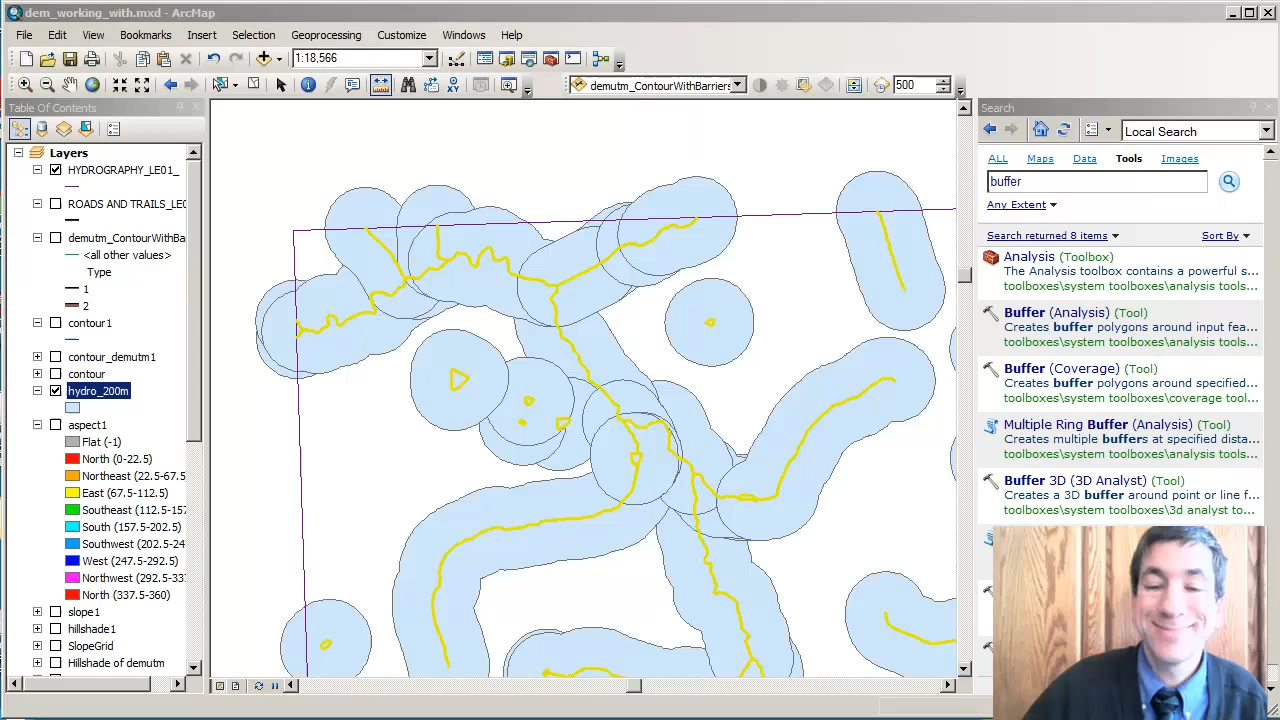 dem_working_with.mxd - ArcMap
File Edit View Bookmarks Insert Selection Geoprocessing Customize Windows Help
1:18,566
demutm_ContourWithBarriers
500
Table Of Contents
Layers
HYDROGRAPHY_LE01_
ROADS AND TRAILS_LE0
demutm_ContourWithBa
<all other values>
Type
1
2
contour1
contour_demutm1
contour
hydro_200m
aspect1
Flat (-1)
North (0-22.5)
Northeast (22.5-67.5
East (67.5-112.5)
Southeast (112.5-157
South (157.5-202.5)
Southwest (202.5-24
West (247.5-292.5)
Northwest (292.5-33
North (337.5-360)
slope1
hillshade1
SlopeGrid
Hillshade of demutm
Search
Local Search
ALL Maps Data Tools Images
buffer
Any Extent
Search returned 8 items
Sort By
Analysis (Toolbox)
The Analysis toolbox contains a powerful s...
toolboxes\system toolboxes\analysis tools...
Buffer (Analysis) (Tool)
Creates buffer polygons around input fea...
toolboxes\system toolboxes\analysis tools...
Buffer (Coverage) (Tool)
Creates buffer polygons around specified...
toolboxes\system toolboxes\coverage tool...
Multiple Ring Buffer (Analysis) (Tool)
Creates multiple buffers at specified dista...
toolboxes\system toolboxes\analysis tools...
Buffer 3D (3D Analyst) (Tool)
Creates a 3D buffer around point or line f...
toolboxes\system toolboxes\3d analyst to...